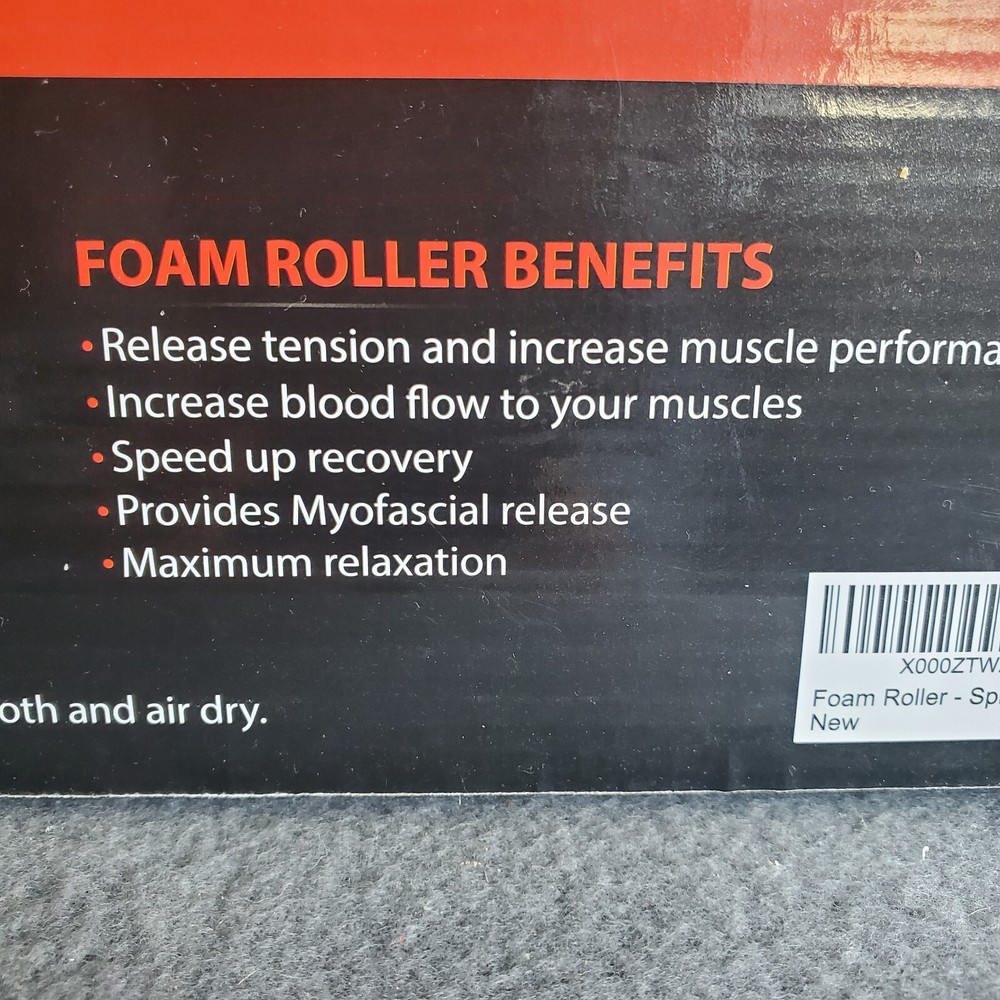 FOAM ROLLER BENEFITS
• Release tension and increase muscle performa
• Increase blood flow to your muscles
• Speed up recovery
• Provides Myofascial release
• Maximum relaxation
X000ZTW
Foam Roller - Sp
New
oth and air dry.